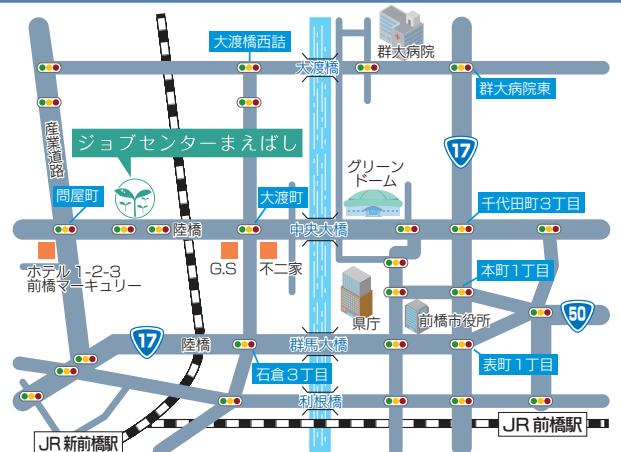 大渡橋西詰
群大病院
大渡橋
群大病院東
産業道路
ジョブセンターまえばし
17
グリーン
ドーム
問屋町
大渡町
千代田町3丁目
陸橋
中央大橋
ホテル1-2-3
前橋マーキュリー
G.S
不二家
本町1丁目
県庁
前橋市役所
50
17
陸橋
群馬大橋
石倉3丁目
表町1丁目
利根橋
JR新前橋駅
JR前橋駅